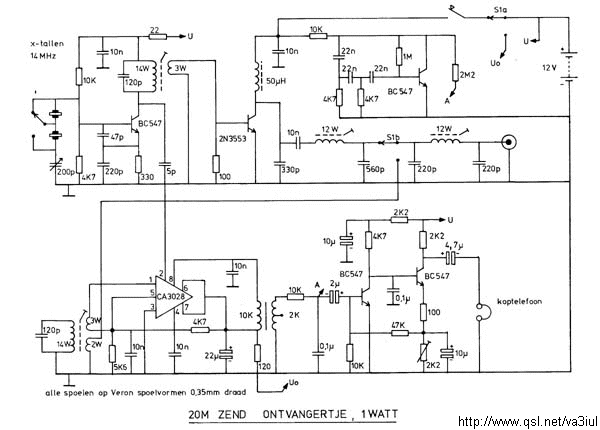 x-tallen
14MHz
22
U
10n
14W
3W
120p
10K
BC547
47p
200p
4K7
220p
330
5p
10n
10K
50µH
2N3553
100
330p
22n
22n
22n
1M
4K7
4K7
BC547
2M2
A
S1a
Uo
U
12V
10n
12W
S1b
12W
560p
220p
220p
10n
1
2
8
6
5
CA3028
7
3
4
120p
14W
3W
2W
5K6
10n
10n
4K7
22µ
10K
2K
120
Uo
10K
A
2µ
0,1µ
10K
10µ
4K7
BC547
0,1µ
47K
2K2
U
2K2
BC547
4,7µ
100
2K2
10µ
koptelefoon
alle spoelen op Veron spoelvormen 0,35mm draad
20M ZEND ONTVANGERTJE, 1WATT
http://www.qsl.net/va3iul